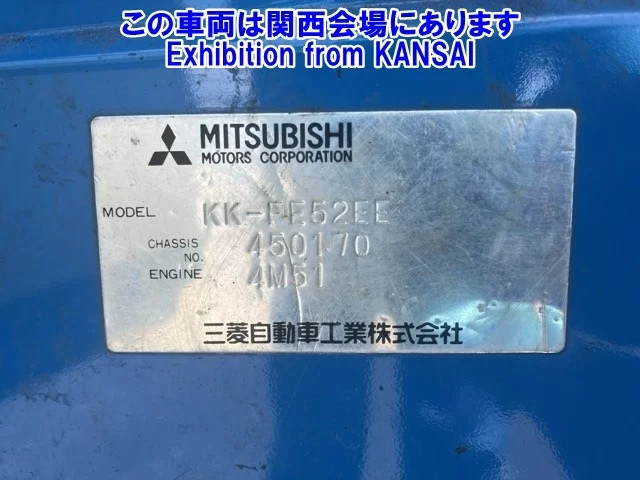 この車両は関西会場にあります
Exhibition from KANSAI
MITSUBISHI
MOTORS CORPORATION
MODEL KK-FE52EE
CHASSIS NO. 450170
ENGINE 4M51
三菱自動車工業株式会社